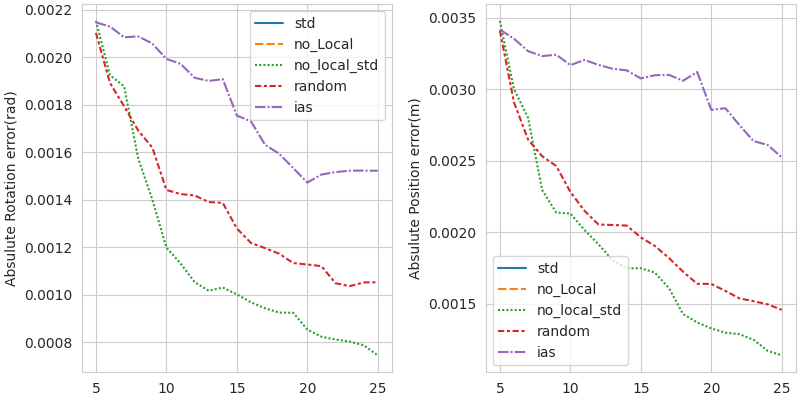 Absulute Rotation error(rad)
0.0022
0.0020
0.0018
0.0016
0.0014
0.0012
0.0010
0.0008
5 10 15 20 25
std
no_Local
no_local_std
random
ias
Absulute Position error(m)
0.0035
0.0030
0.0025
0.0020
0.0015
5 10 15 20 25
std
no_Local
no_local_std
random
ias